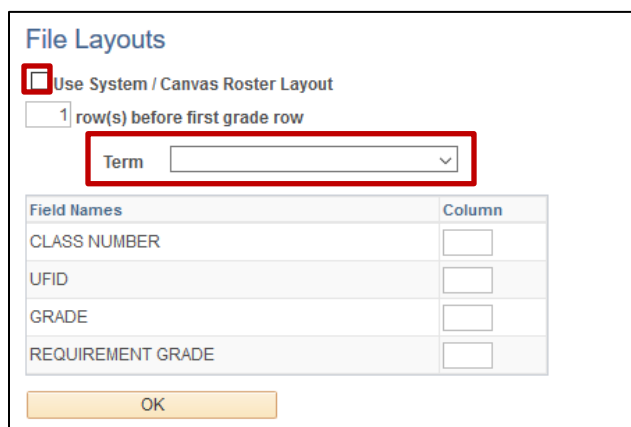 File Layouts
Use System / Canvas Roster Layout
1 row(s) before first grade row
Term
Field Names Column
CLASS NUMBER
UFID
GRADE
REQUIREMENT GRADE
OK